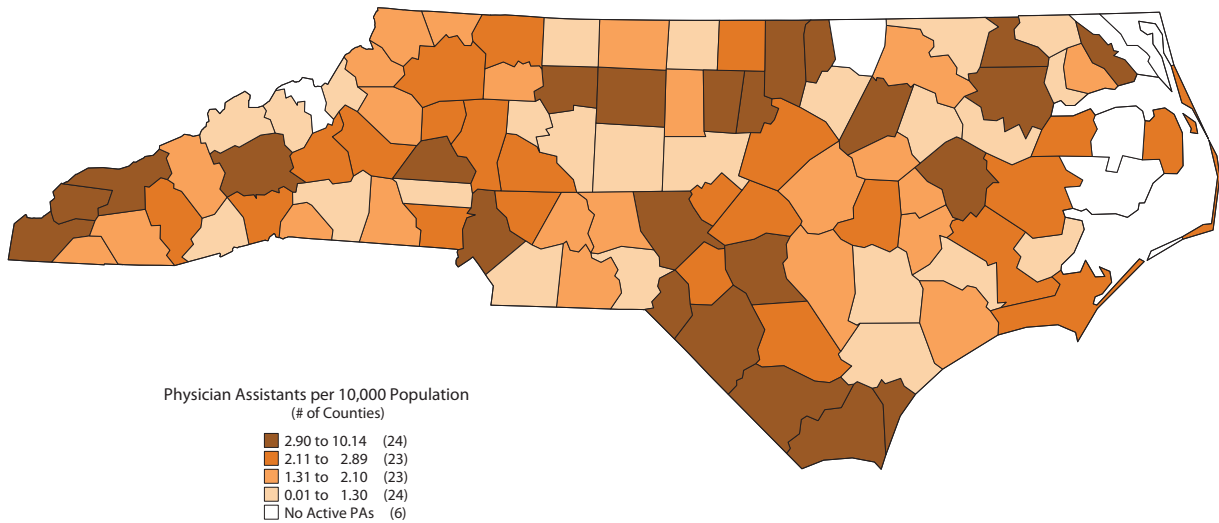 Physician Assistants per 10,000 Population
(# of Counties)
2.90 to 10.14 (24)
2.11 to 2.89 (23)
1.31 to 2.10 (23)
0.01 to 1.30 (24)
No Active PAs (6)